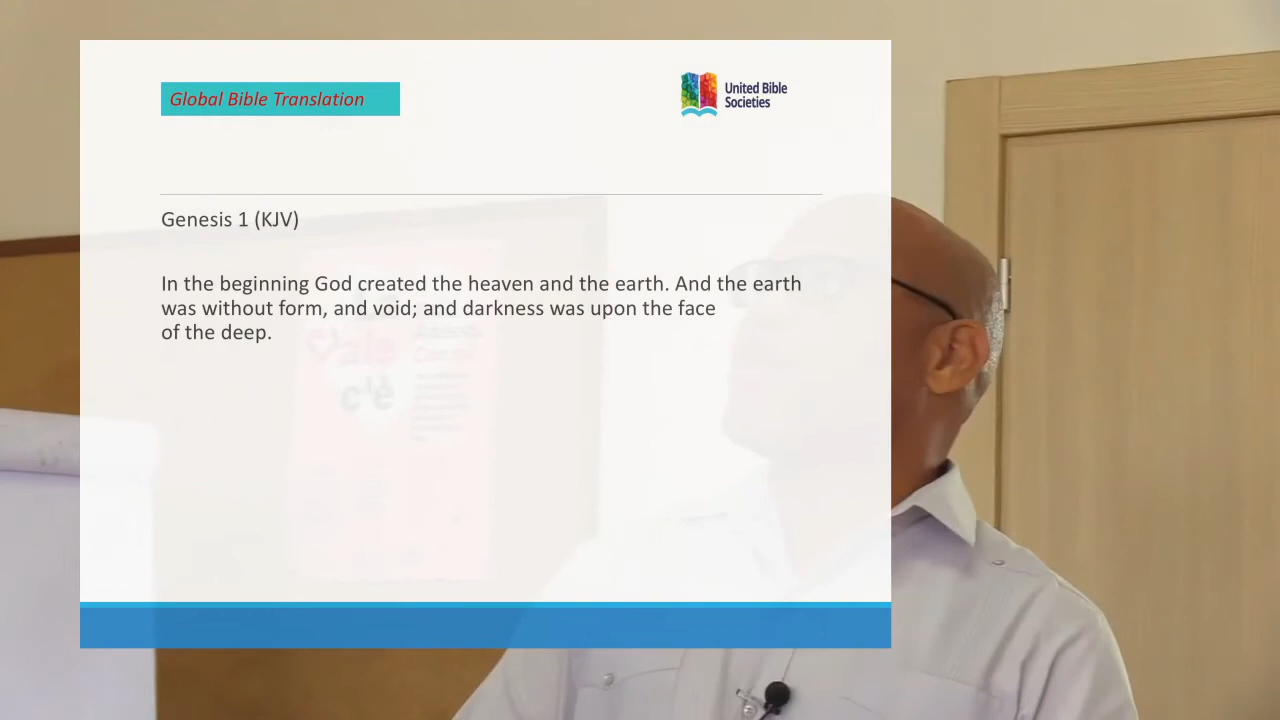 Global Bible Translation
United Bible
Societies
Genesis 1 (KJV)
In the beginning God created the heaven and the earth. And the earth
was without form, and void; and darkness was upon the face
of the deep.